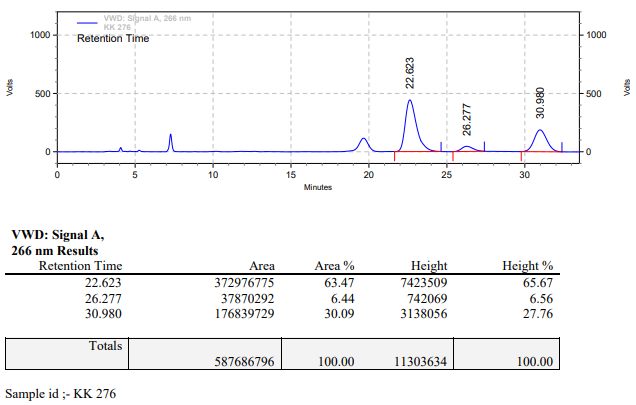 VWD: Signal A, 266 nm
KK 276
Retention Time
1000 1000
500 500
0 0
Volts Volts
22.623
26.277
30.980
0 5 10 15 20 25 30
Minutes
VWD: Signal A,
266 nm Results
Retention Time Area Area % Height Height %
22.623 372976775 63.47 7423509 65.67
26.277 37870292 6.44 742069 6.56
30.980 176839729 30.09 3138056 27.76
Totals
587686796 100.00 11303634 100.00
Sample id ;- KK 276